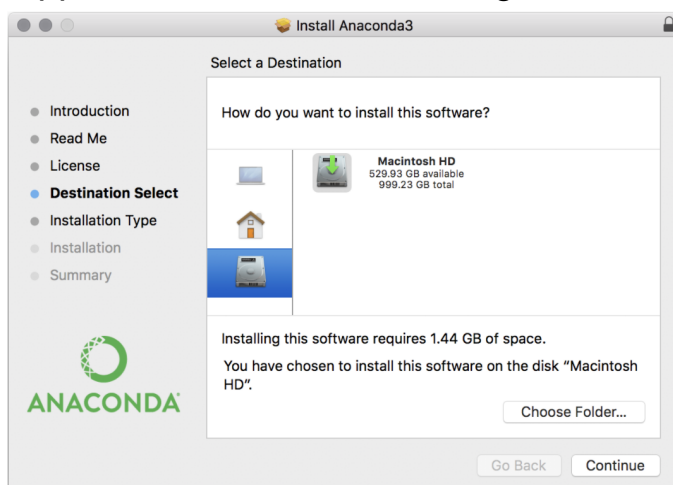 Install Anaconda3
Select a Destination
Introduction
Read Me
License
Destination Select
Installation Type
Installation
Summary
ANACONDA
How do you want to install this software?
Macintosh HD
529.93 GB available
999.23 GB total
Installing this software requires 1.44 GB of space.
You have chosen to install this software on the disk “Macintosh
HD”.
Choose Folder...
Go Back
Continue